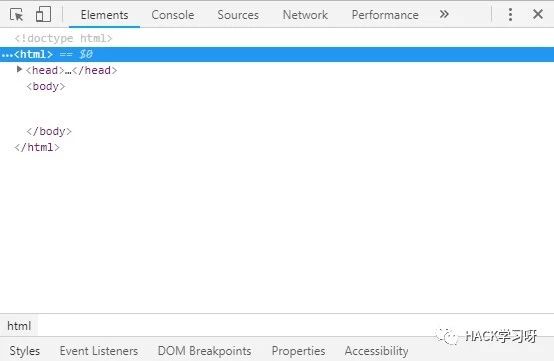 Elements Console Sources Network Performance »
<!doctype html>
…<html> == $0
<head>…</head>
<body>
</body>
</html>
html
HACK学习呀
Styles Event Listeners DOM Breakpoints Properties Accessibility